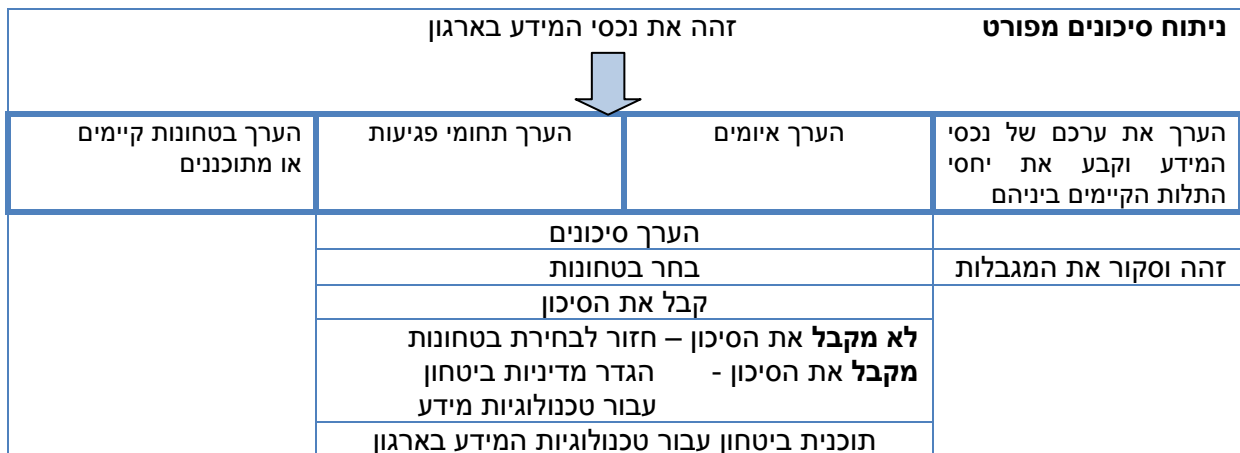 ניתוח סיכונים מפורט זהה את נכסי המידע בארגון
הערך את ערכם של נכסי
המידע וקבע את יחסי
התלות הקיימים ביניהם
הערך איומים
הערך תחומי פגיעות
הערך בטחונות קיימים
או מתוכננים
הערך סיכונים
זהה וסקור את המגבלות
בחר בטחונות
קבל את הסיכון
לא מקבל את הסיכון – חזור לבחירת בטחונות
מקבל את הסיכון - הגדר מדיניות ביטחון
עבור טכנולוגיות מידע
תוכנית ביטחון עבור טכנולוגיות המידע בארגון